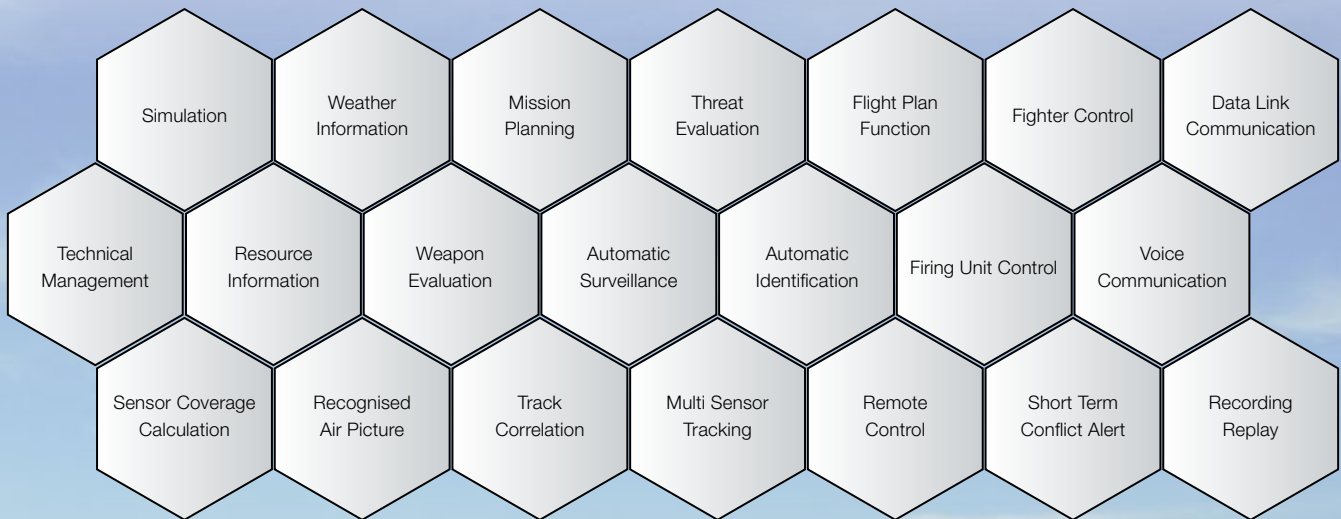 Simulation
Weather
Information
Mission
Planning
Threat
Evaluation
Flight Plan
Function
Fighter Control
Data Link
Communication
Technical
Management
Resource
Information
Weapon
Evaluation
Automatic
Surveillance
Automatic
Identification
Firing Unit Control
Voice
Communication
Sensor Coverage
Calculation
Recognised
Air Picture
Track
Correlation
Multi Sensor
Tracking
Remote
Control
Short Term
Conflict Alert
Recording
Replay